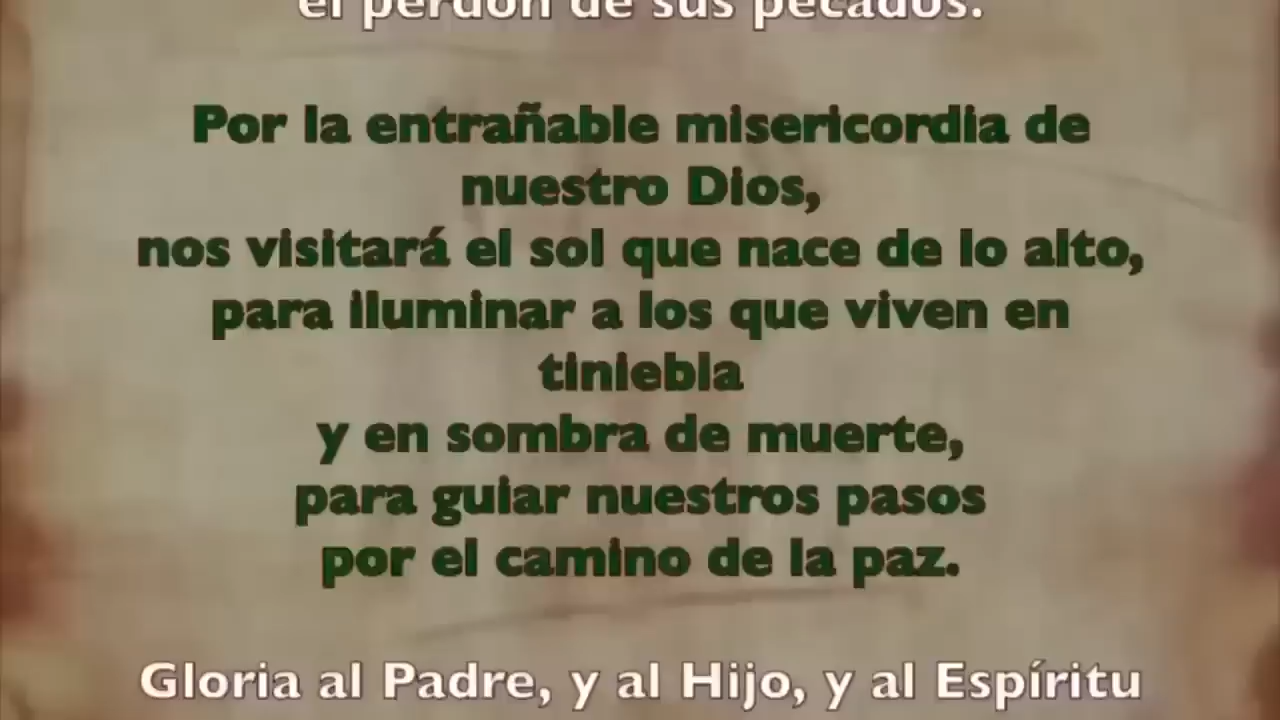 el perdón de sus pecados.
Por la entrañable misericordia de
nuestro Dios,
nos visitará el sol que nace de lo alto,
para iluminar a los que viven en
tiniebla
y en sombra de muerte,
para guiar nuestros pasos
por el camino de la paz.
Gloria al Padre, y al Hijo, y al Espíritu